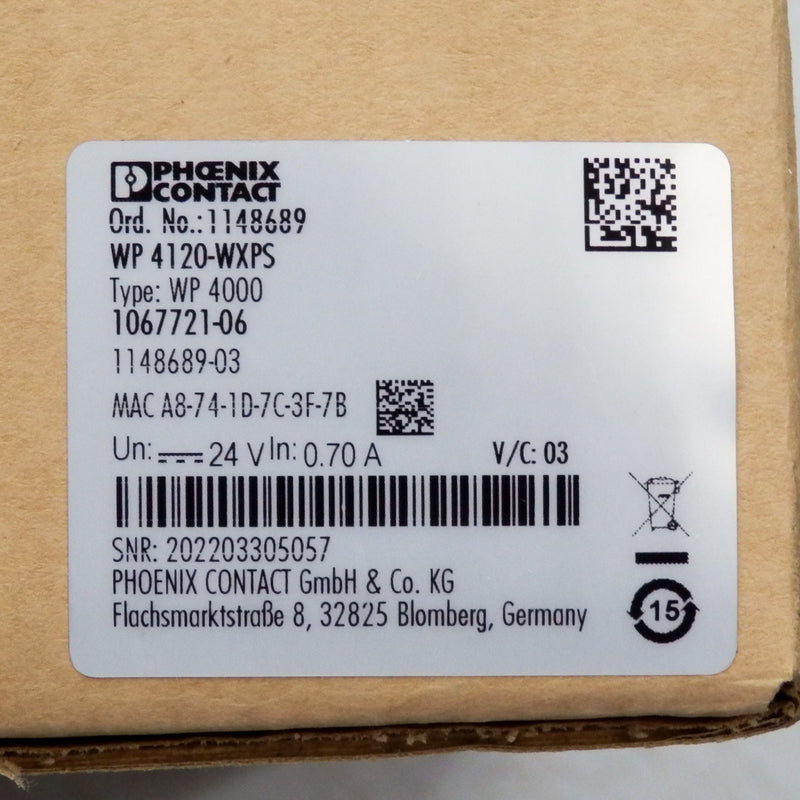 PHŒNIX
CONTACT
Ord. No.: 1148689
WP 4120-WXPS
Type: WP 4000
1067721-06
1148689-03
MAC A8-74-1D-7C-3F-7B
Un: 24 V In: 0.70 A V/C: 03
SNR: 202203305057
PHOENIX CONTACT GmbH & Co. KG
Flachsmarktstraße 8, 32825 Blomberg, Germany
15